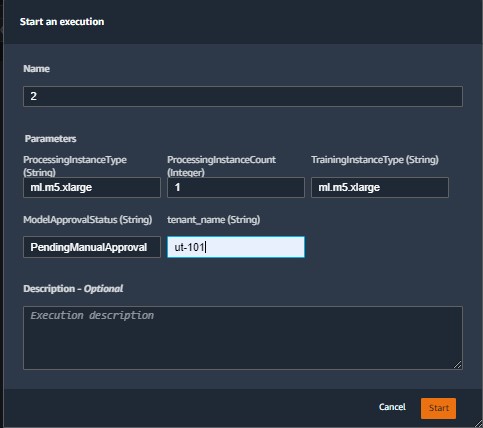 Start an execution
Name
2
Parameters
ProcessingInstanceType (String)
ProcessingInstanceCount (Integer)
TrainingInstanceType (String)
ml.m5.xlarge
1
ml.m5.xlarge
ModelApprovalStatus (String)
tenant_name (String)
PendingManualApproval
ut-101
Description - Optional
Execution description
Cancel
Start